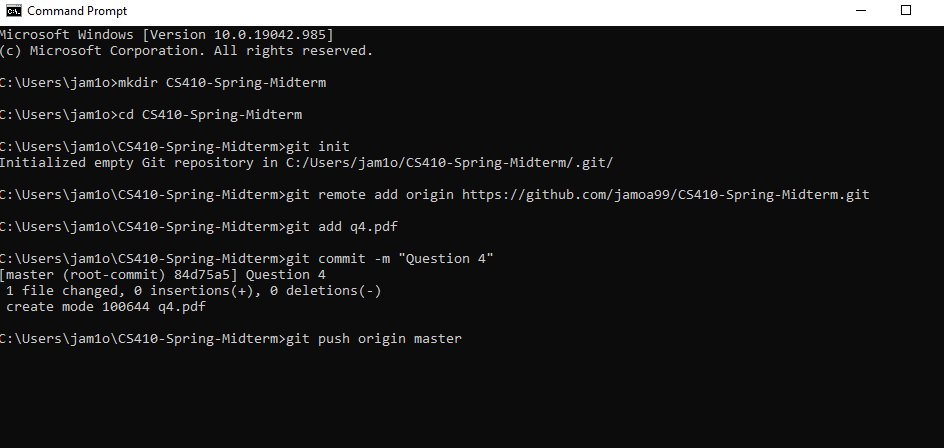 Command Prompt
Microsoft Windows [Version 10.0.19042.985]
(c) Microsoft Corporation. All rights reserved.
C:\Users\jam1o>mkdir CS410-Spring-Midterm
C:\Users\jam1o>cd CS410-Spring-Midterm
C:\Users\jam1o\CS410-Spring-Midterm>git init
Initialized empty Git repository in C:/Users/jam1o/CS410-Spring-Midterm/.git/
C:\Users\jam1o\CS410-Spring-Midterm>git remote add origin https://github.com/jamoa99/CS410-Spring-Midterm.git
C:\Users\jam1o\CS410-Spring-Midterm>git add q4.pdf
C:\Users\jam1o\CS410-Spring-Midterm>git commit -m "Question 4"
[master (root-commit) 84d75a5] Question 4
 1 file changed, 0 insertions(+), 0 deletions(-)
 create mode 100644 q4.pdf
C:\Users\jam1o\CS410-Spring-Midterm>git push origin master